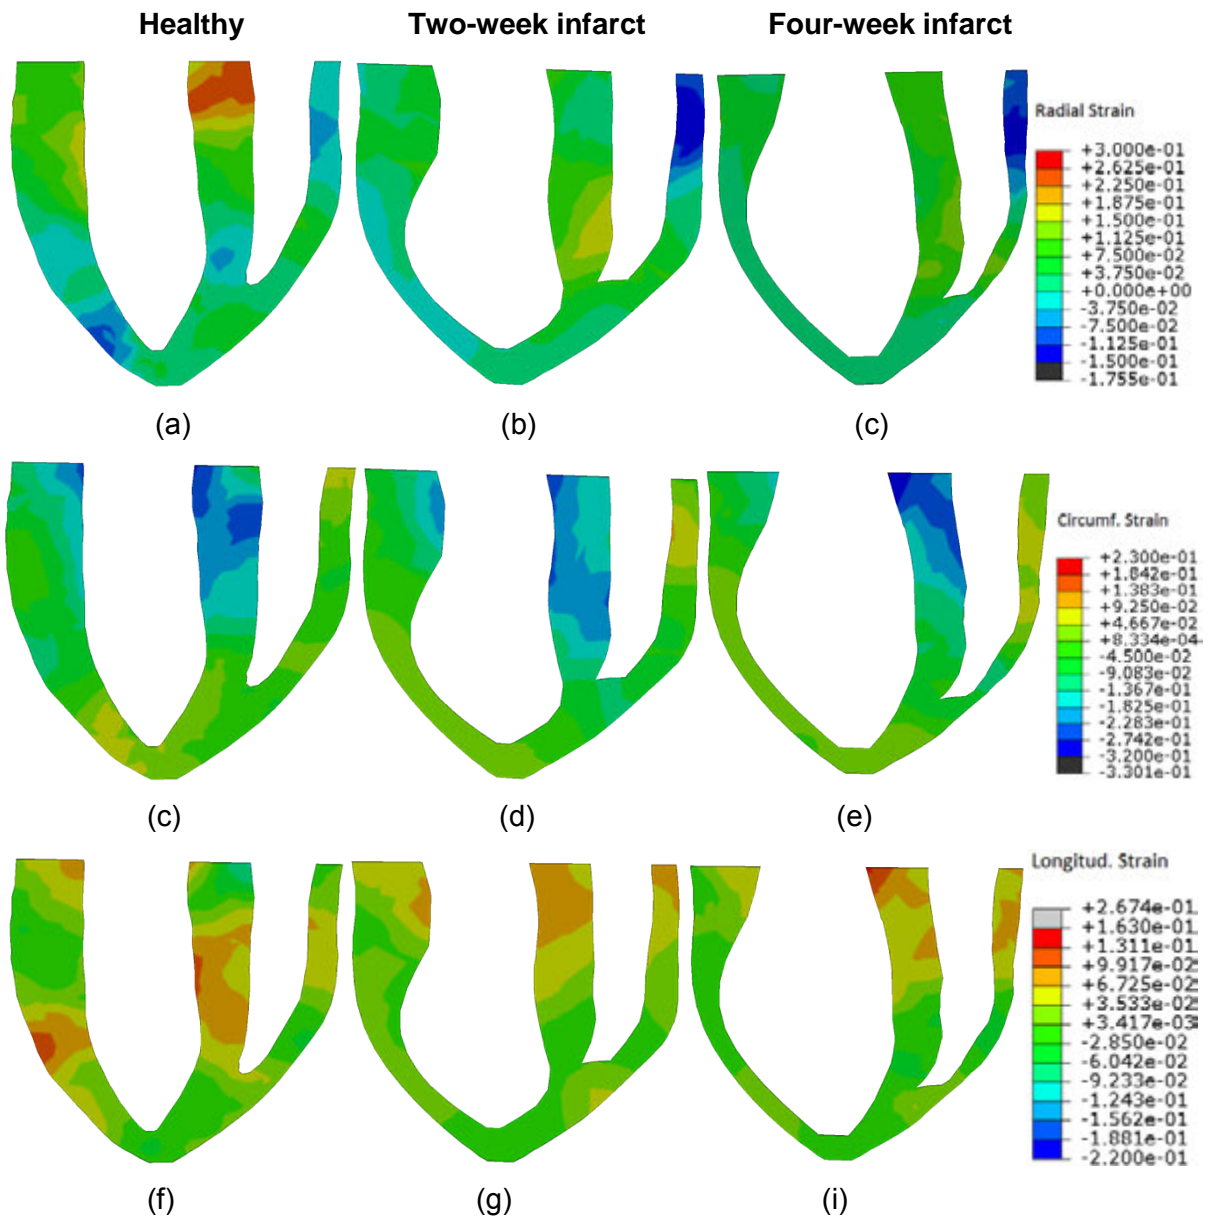 Healthy Two-week infarct Four-week infarct
Radial Strain
+3.000e-01
+2.625e-01
+2.250e-01
+1.875e-01
+1.500e-01
+1.125e-01
+7.500e-02
+3.750e-02
+0.000e+00
-3.750e-02
-7.500e-02
-1.125e-01
-1.500e-01
-1.755e-01
(a) (b) (c)
Circumf. Strain
+2.300e-01
+1.842e-01
+1.383e-01
+9.250e-02
+4.667e-02
+8.334e-04
-4.500e-02
-9.083e-02
-1.367e-01
-1.825e-01
-2.283e-01
-2.742e-01
-3.200e-01
-3.301e-01
(c) (d) (e)
Longitud. Strain
+2.674e-01
+1.630e-01
+1.311e-01
+9.917e-02
+6.725e-02
+3.533e-02
+3.417e-03
-2.850e-02
-6.042e-02
-9.233e-02
-1.243e-01
-1.562e-01
-1.881e-01
-2.200e-01
(f) (g) (i)